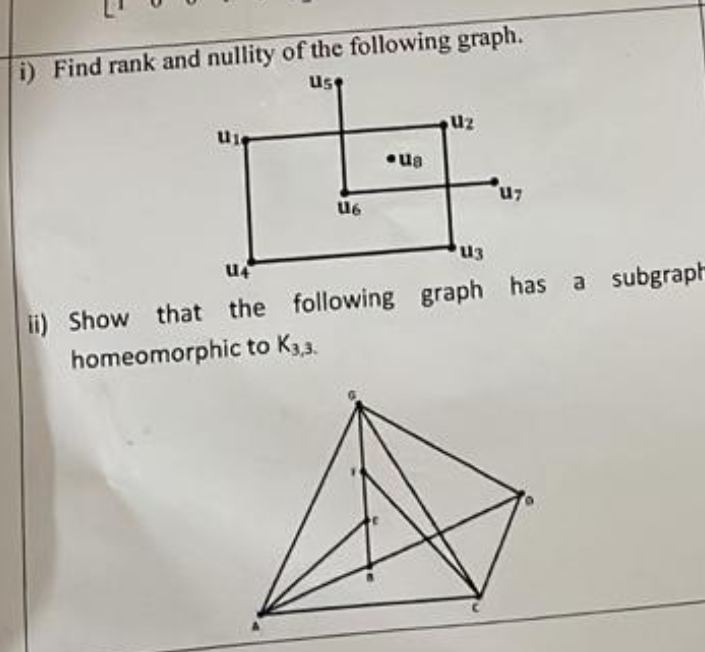 i) Find rank and nullity of the following graph.
u5
u1
u2
u8
u6
u7
u4
u3
ii) Show that the following graph has a subgraph
homeomorphic to K3,3.
G
F
E
D
B
C
A